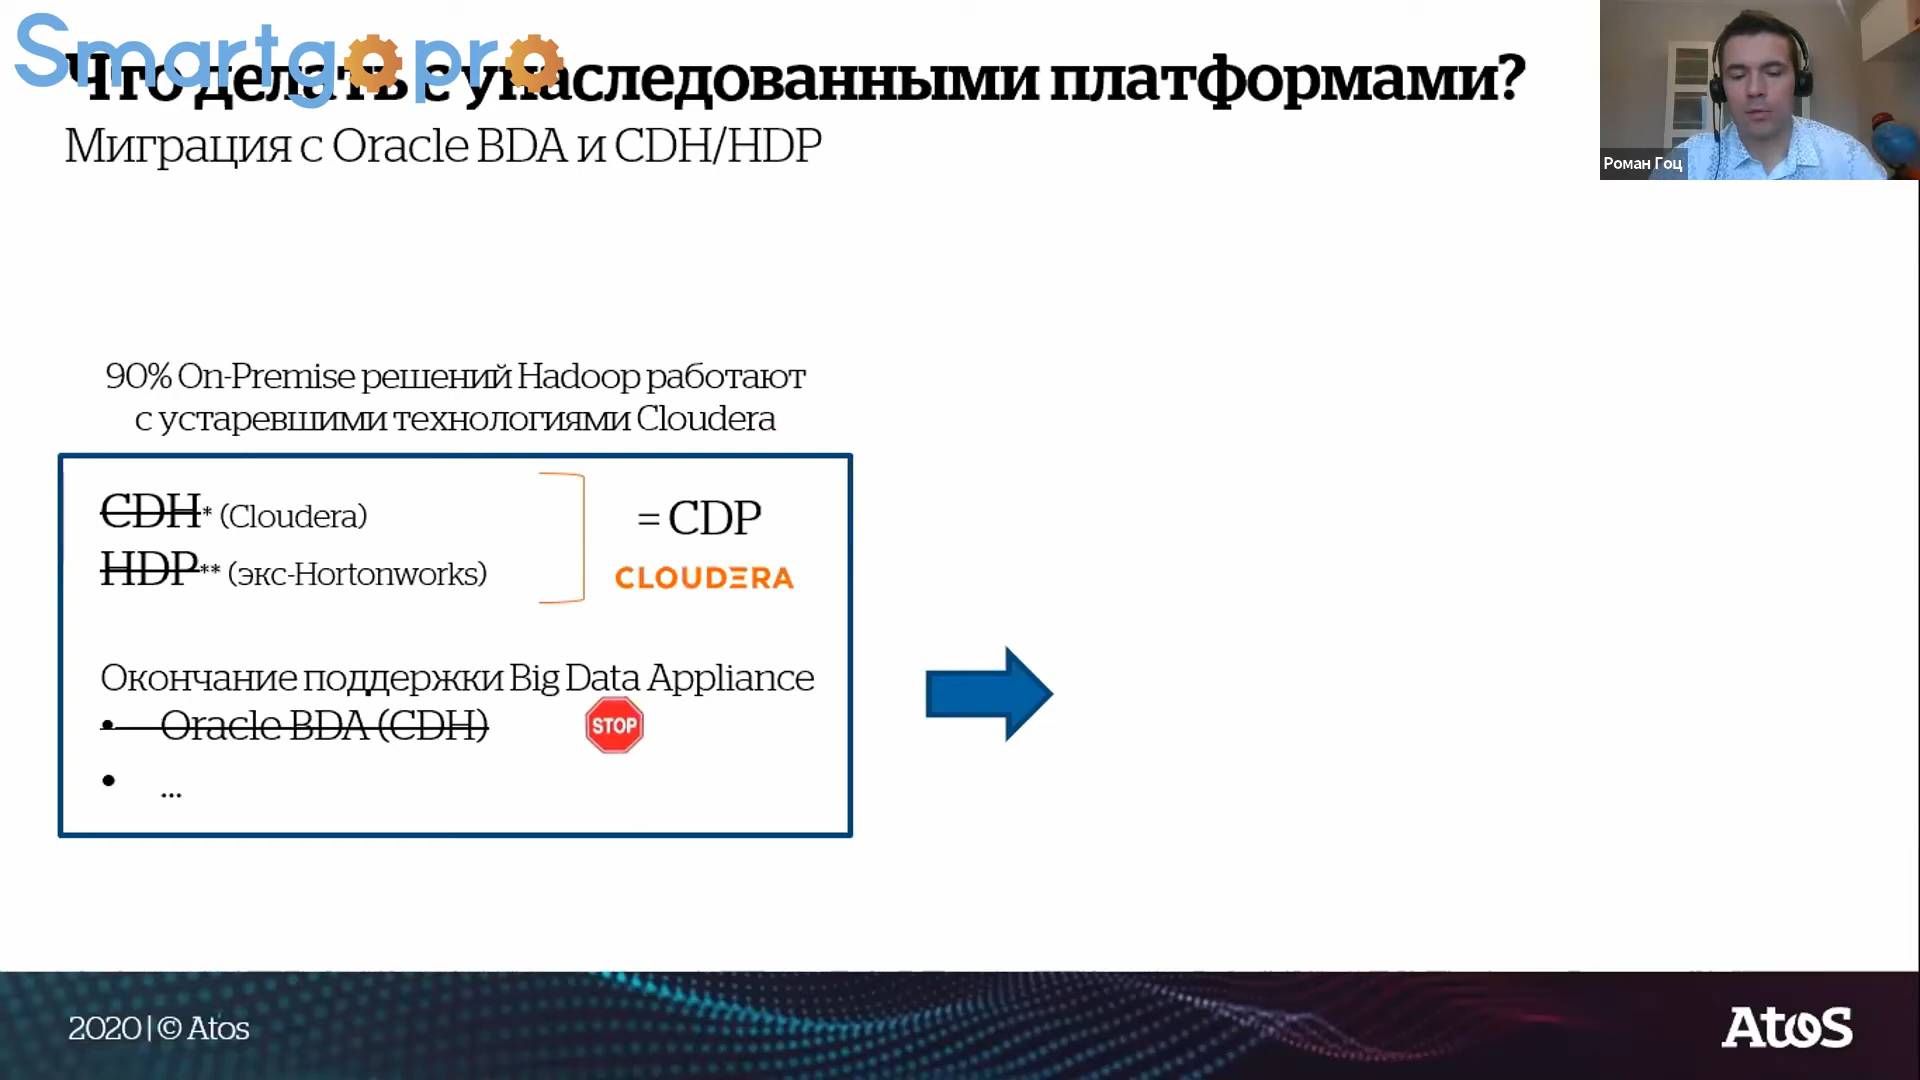 Smartgopro
Что делать с унаследованными платформами?
Миграция с Oracle BDA и CDH/HDP
Роман Гоц
90% On-Premise решений Hadoop работают
с устаревшими технологиями Cloudera
CDH* (Cloudera)
HDP** (экс-Hortonworks)
= CDP
CLOUDERA
Окончание поддержки Big Data Appliance
• Oracle BDA (CDH)
STOP
• ...
2020 | © Atos
Atos